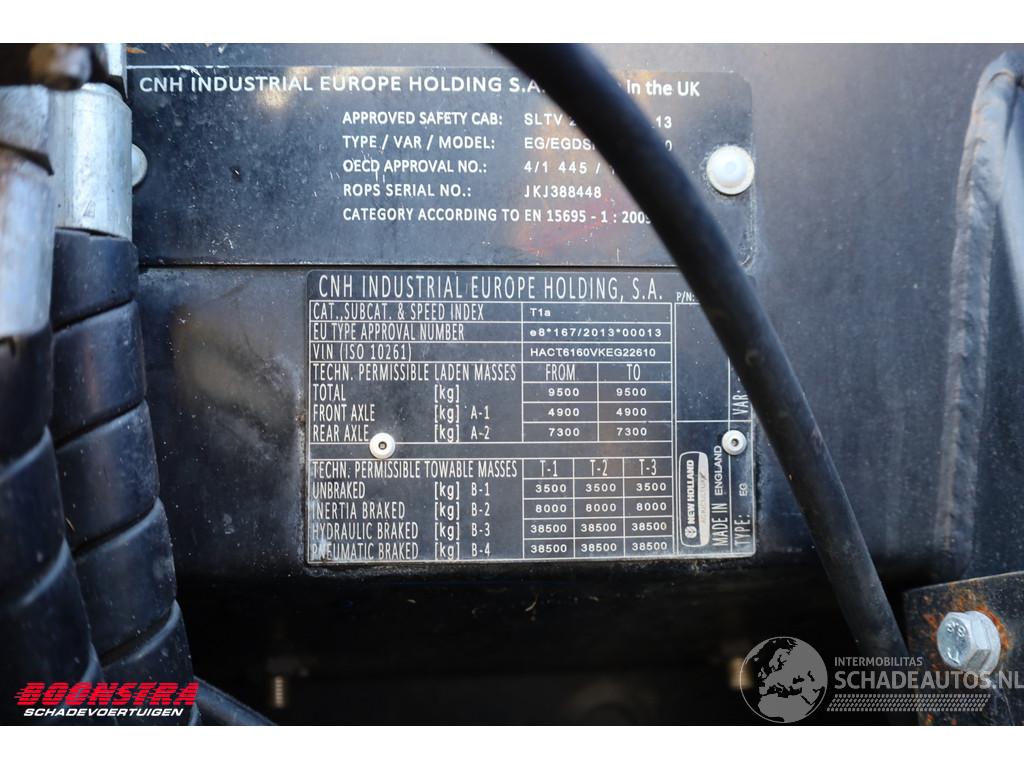 CNH INDUSTRIAL EUROPE HOLDING S.A. in the UK
APPROVED SAFETY CAB: SLTV 13
TYPE / VAR / MODEL:
OECD APPROVAL NO.: 4/1 445 /
ROPS SERIAL NO.: JKJ388448
CATEGORY ACCORDING TO EN 15695 - 1 : 2009
CNH INDUSTRIAL EUROPE HOLDING, S.A. P/N:
CAT.,SUBCAT. & SPEED INDEX T1a
EU TYPE APPROVAL NUMBER e8*167/2013*00013
VIN (ISO 10261) HACT6160VKEG22610
TECHN. PERMISSIBLE LADEN MASSES FROM TO
TOTAL [kg] 9500 9500
FRONT AXLE [kg] A-1 4900 4900
REAR AXLE [kg] A-2 7300 7300
TECHN. PERMISSIBLE TOWABLE MASSES T-1 T-2 T-3
UNBRAKED [kg] B-1 3500 3500 3500
INERTIA BRAKED [kg] B-2 8000 8000 8000
HYDRAULIC BRAKED [kg] B-3 38500 38500 38500
PNEUMATIC BRAKED [kg] B-4 38500 38500 38500
NEW HOLLAND
AGRICULTURE
MADE IN ENGLAND
TYPE: EG
VAR:
BOONSTRA
SCHADEVOERTUIGEN
INTERMOBILITAS
SCHADEAUTOS.NL